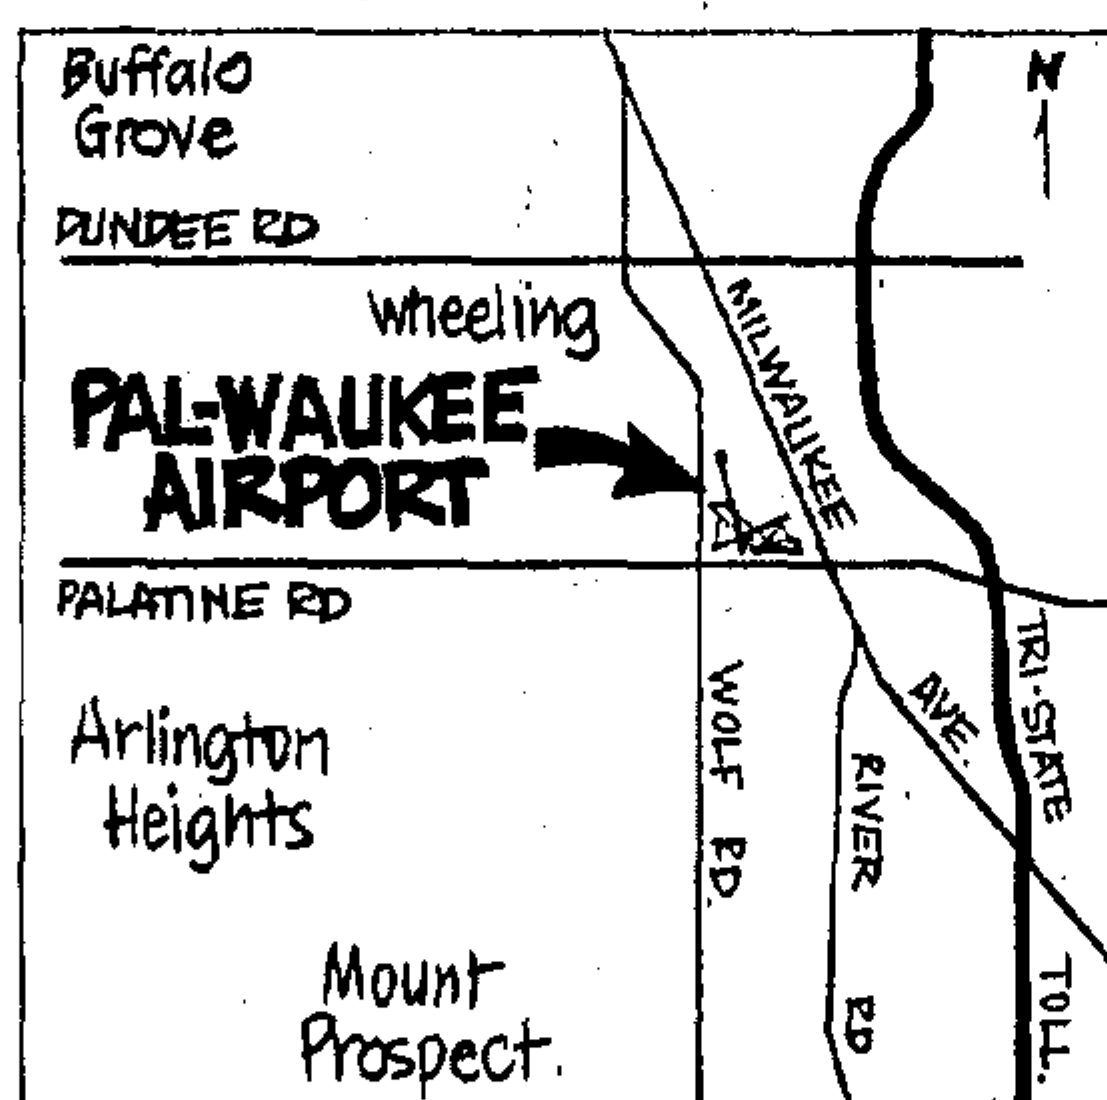 Buffalo
Grove
N
DUNDEE RD
Wheeling
MILWAUKEE
PAL-WAUKEE
AIRPORT
PALATINE RD
TRI-STATE
WOLF RD.
AVE.
Arlington
Heights
RIVER RD
Mount
Prospect.
TOLL.